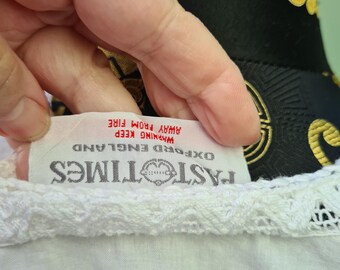 WARNING KEEP
AWAY FROM FIRE
PAST TIMES
OXFORD ENGLAND